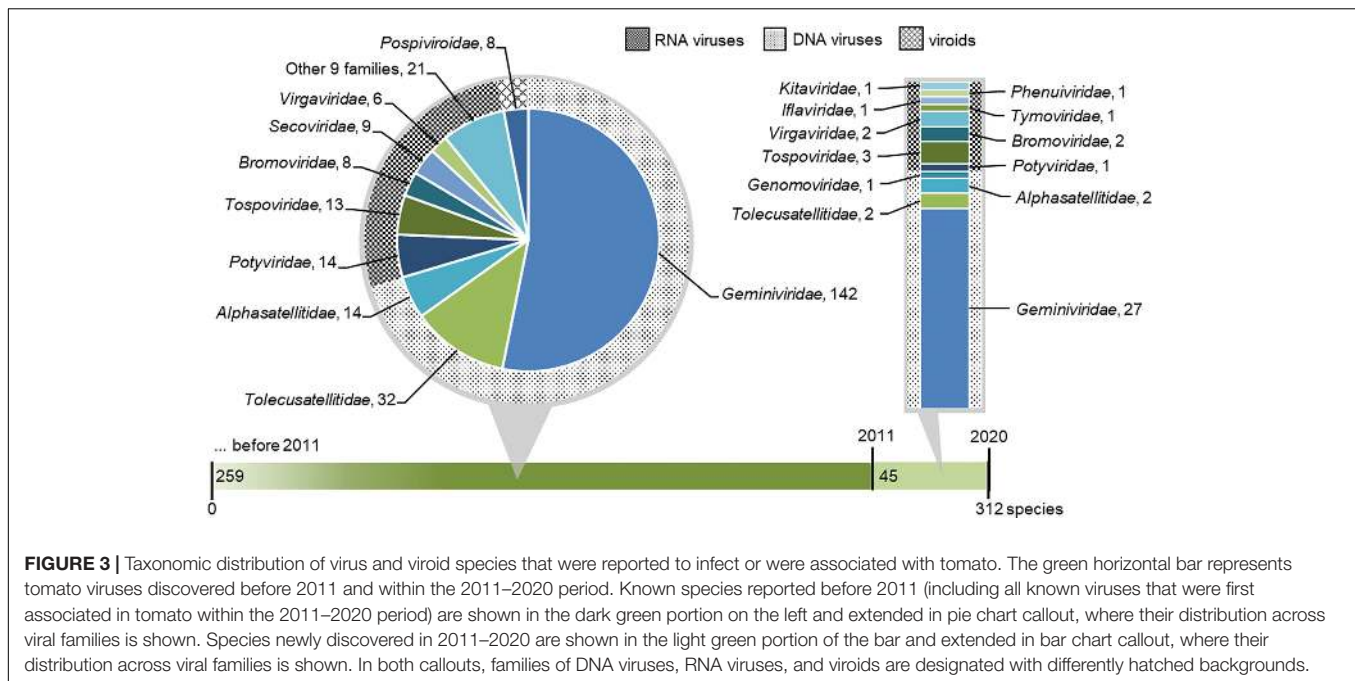 RNA viruses DNA viruses viroids
Pospiviroidae, 8
Other 9 families, 21
Virgaviridae, 6
Secoviridae, 9
Bromoviridae, 8
Tospoviridae, 13
Potyviridae, 14
Alphasatellitidae, 14
Tolecusatellitidae, 32
Geminiviridae, 142
Kitaviridae, 1
Iflaviridae, 1
Virgaviridae, 2
Tospoviridae, 3
Genomoviridae, 1
Tolecusatellitidae, 2
Phenuiviridae, 1
Tymoviridae, 1
Bromoviridae, 2
Potyviridae, 1
Alphasatellitidae, 2
Geminiviridae, 27
... before 2011
2011
2020
259
45
0
312 species
FIGURE 3 | Taxonomic distribution of virus and viroid species that were reported to infect or were associated with tomato. The green horizontal bar represents
tomato viruses discovered before 2011 and within the 2011–2020 period. Known species reported before 2011 (including all known viruses that were first
associated in tomato within the 2011–2020 period) are shown in the dark green portion on the left and extended in pie chart callout, where their distribution across
viral families is shown. Species newly discovered in 2011–2020 are shown in the light green portion of the bar and extended in bar chart callout, where their
distribution across viral families is shown. In both callouts, families of DNA viruses, RNA viruses, and viroids are designated with differently hatched backgrounds.